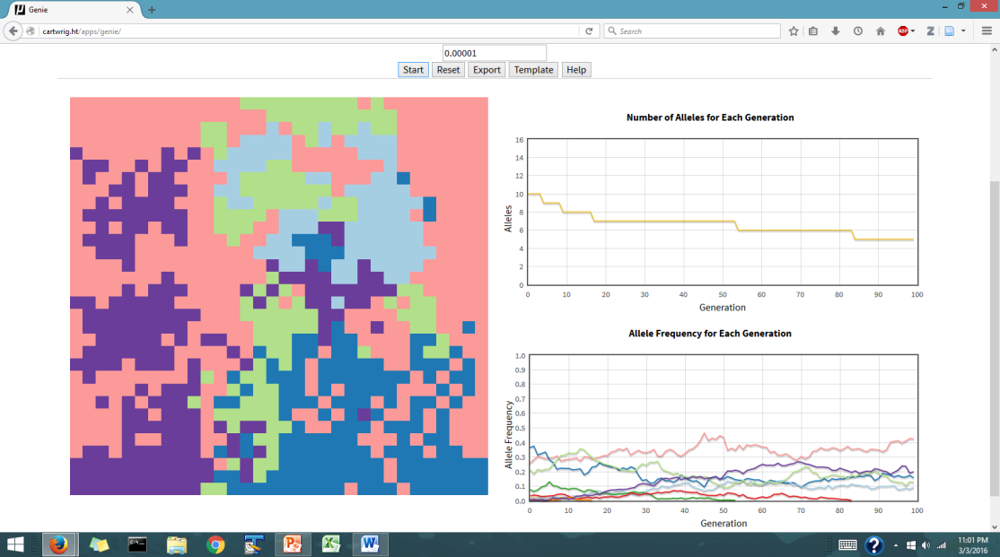 Genie
cartwrig.ht/apps/genie/
Search
ABP
Z
0.00001
Start Reset Export Template Help
Number of Alleles for Each Generation
16
14
12
10
8
6
4
2
0
Alleles
0 10 20 30 40 50 60 70 80 90 100
Generation
Allele Frequency for Each Generation
1.0
0.9
0.8
0.7
0.6
0.5
0.4
0.3
0.2
0.1
0.0
Allele Frequency
0 10 20 30 40 50 60 70 80 90 100
Generation
11:01 PM
3/3/2016